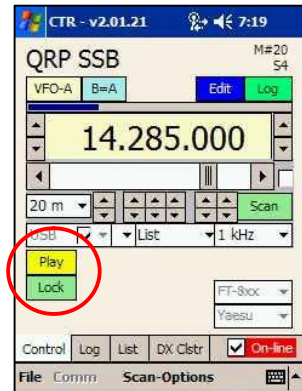 CTR - v2.01.21 7:19
QRP SSB
M#20
S4
VFO-A B=A Edit Log
14.285.000
20 m Scan
USB List 1 kHz
Play
Lock
FT-8xx
Yaesu
Control Log List DX Clstr On-line
File Comm Scan-Options